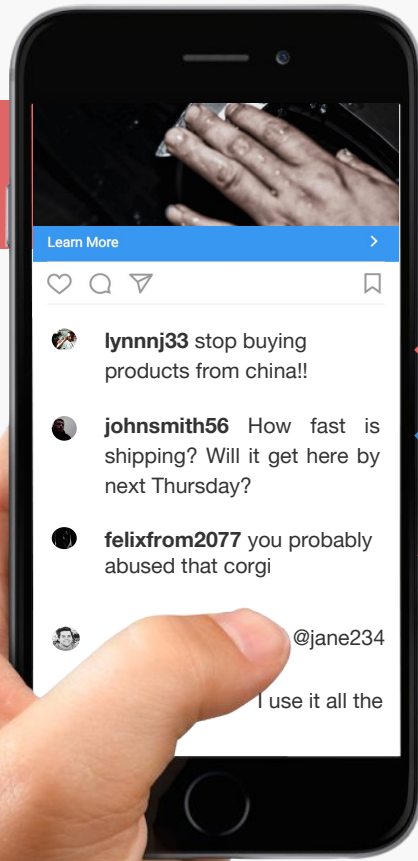 Learn More
lynnnj33 stop buying
products from china!!
johnsmith56 How fast is
shipping? Will it get here by
next Thursday?
felixfrom2077 you probably
abused that corgi
@jane234
I use it all the